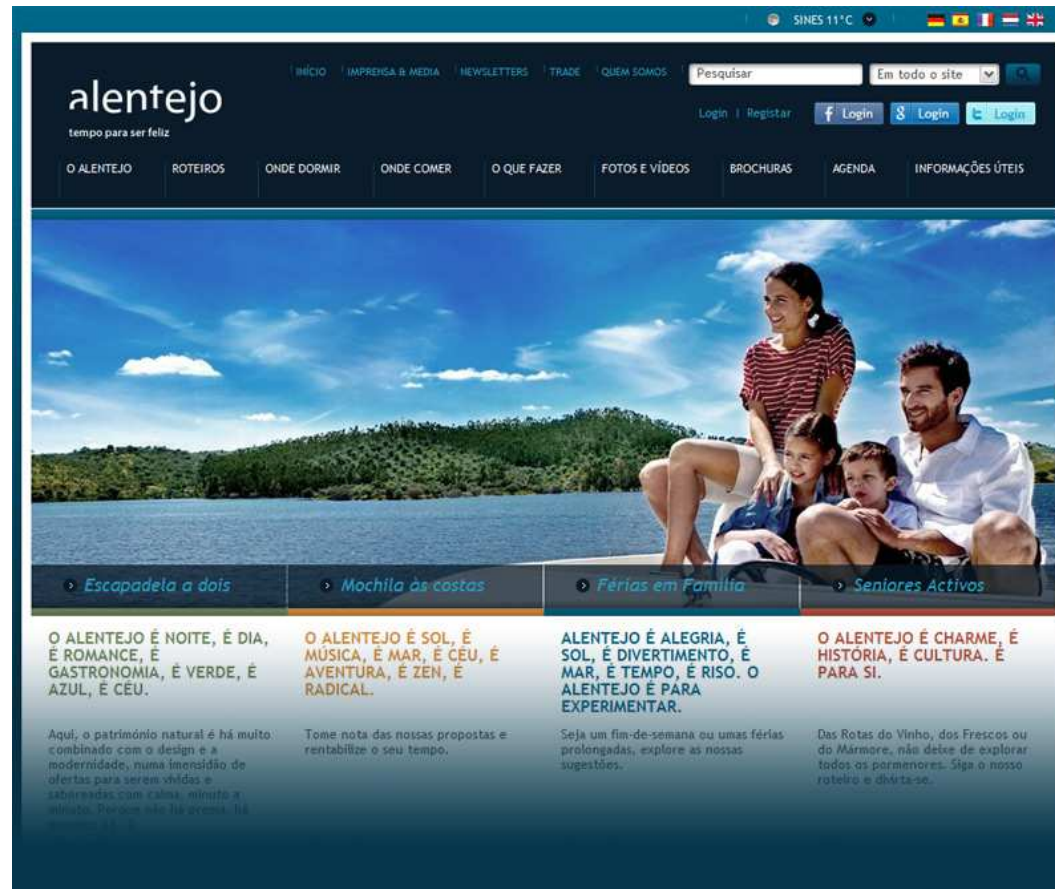 SINES 11°C
INÍCIO IMPRENSA & MEDIA NEWSLETTERS TRADE QUEM SOMOS Pesquisar Em todo o site
alentejo
tempo para ser feliz
Login | Registar f Login 8 Login t Login
O ALENTEJO ROTEIROS ONDE DORMIR ONDE COMER O QUE FAZER FOTOS E VÍDEOS BROCHURAS AGENDA INFORMAÇÕES ÚTEIS
Escapadela a dois
Mochila às costas
Férias em Família
Seniores Activos
O ALENTEJO É NOITE, É DIA,
É ROMANCE, É
GASTRONOMIA, É VERDE, É
AZUL, É CÉU.
Aqui, o património natural é há muito
combinado com o design e a
modernidade, numa imensidão de
ofertas para serem vividas e
saboreadas com calma, minuto a
minuto. Porque não há pressa, há
O ALENTEJO É SOL, É
MÚSICA, É MAR, É CÉU, É
AVENTURA, É ZEN, É
RADICAL.
Tome nota das nossas propostas e
rentabilize o seu tempo.
ALENTEJO É ALEGRIA, É
SOL, É DIVERTIMENTO, É
MAR, É TEMPO, É RISO. O
ALENTEJO É PARA
EXPERIMENTAR.
Seja um fim-de-semana ou umas férias
prolongadas, explore as nossas
sugestões.
O ALENTEJO É CHARME, É
HISTÓRIA, É CULTURA. É
PARA SI.
Das Rotas do Vinho, dos Frescos ou
do Mármore, não deixe de explorar
todos os pormenores. Siga o nosso
roteiro e divirta-se.